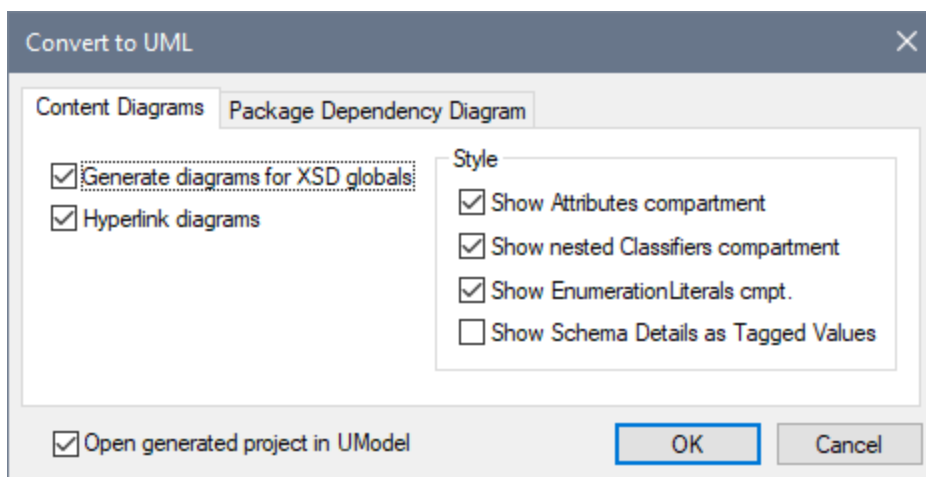 Convert to UML
Content Diagrams
Package Dependency Diagram
Generate diagrams for XSD globals
Hyperlink diagrams
Style
Show Attributes compartment
Show nested Classifiers compartment
Show EnumerationLiterals cmpt.
Show Schema Details as Tagged Values
Open generated project in UModel
OK
Cancel